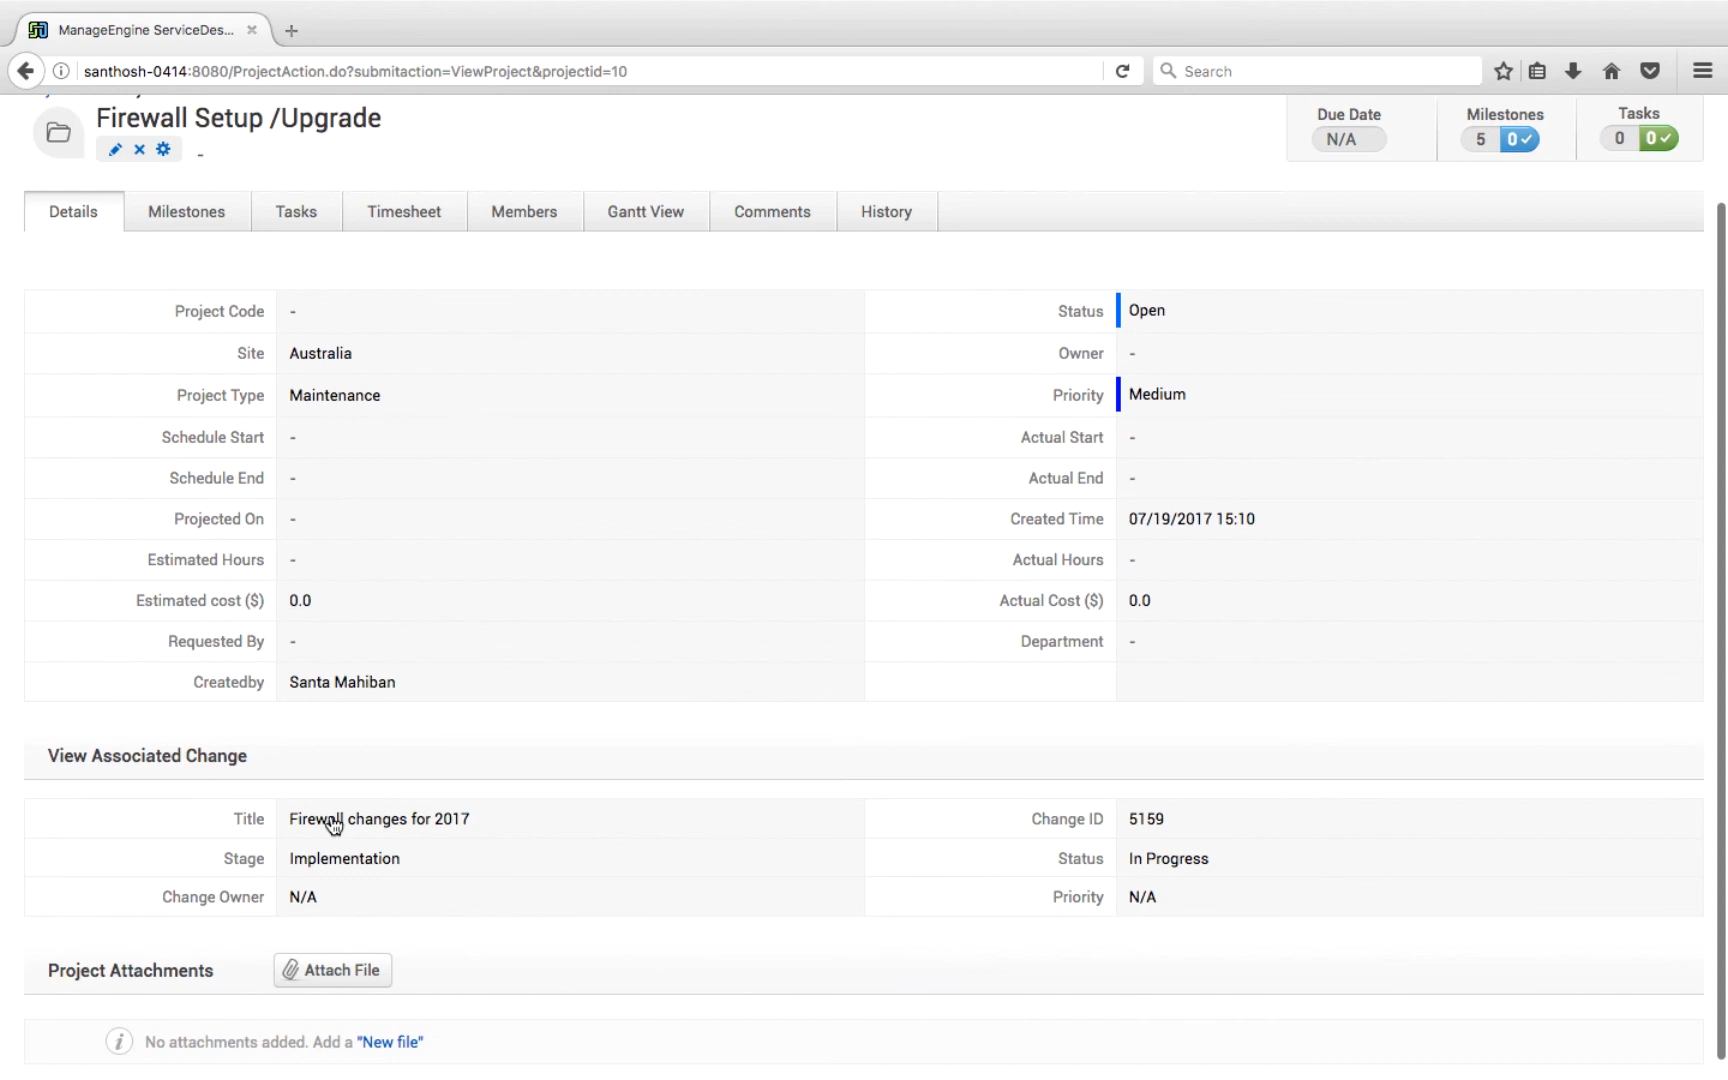 ManageEngine ServiceDes...
santhosh-0414:8080/ProjectAction.do?submitaction=ViewProject&projectid=10
Search
Firewall Setup /Upgrade
-
Due Date
N/A
Milestones
5 0
Tasks
0 0
Details Milestones Tasks Timesheet Members Gantt View Comments History
Project Code - Status Open
Site Australia Owner -
Project Type Maintenance Priority Medium
Schedule Start - Actual Start -
Schedule End - Actual End -
Projected On - Created Time 07/19/2017 15:10
Estimated Hours - Actual Hours -
Estimated cost ($) 0.0 Actual Cost ($) 0.0
Requested By - Department -
Createdby Santa Mahiban
View Associated Change
Title Firewall changes for 2017 Change ID 5159
Stage Implementation Status In Progress
Change Owner N/A Priority N/A
Project Attachments Attach File
No attachments added. Add a "New file"